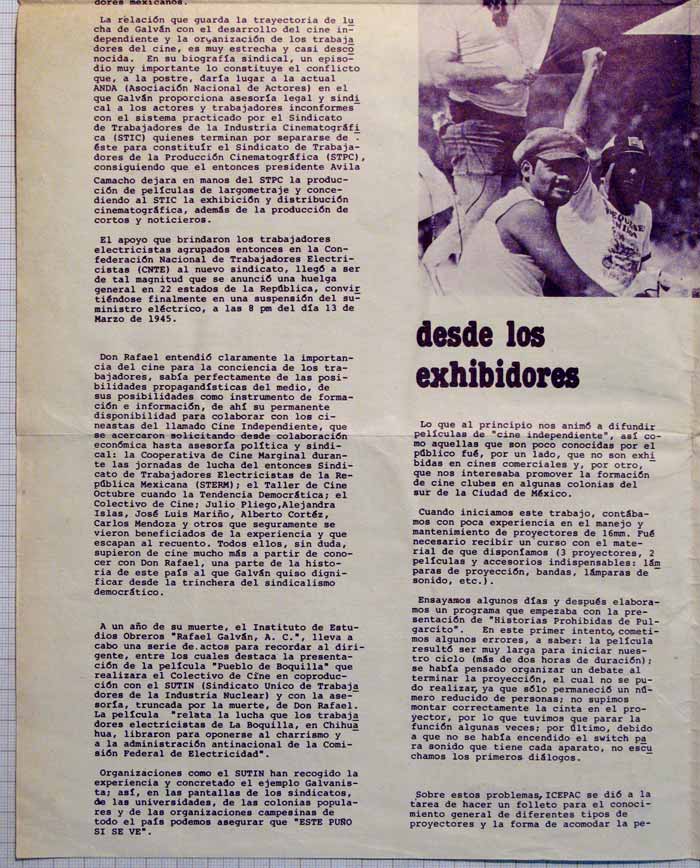 dores mexicanos.
La relación que guarda la trayectoria de lu
cha de Galván con el desarrollo del cine in-
dependiente y la organización de los trabaja
dores del cine, es muy estrecha y casi desco
nocida. En su biografía sindical, un episo-
dio muy importante lo constituye el conflicto
que, a la postre, daría lugar a la actual
ANDA (Asociación Nacional de Actores) en el
que Galván proporciona asesoría legal y sindi
cal a los actores y trabajadores inconformes
con el sistema practicado por el Sindicato
de Trabajadores de la Industria Cinematográfi
ca (STIC) quienes terminan por separarse de
éste para constituír el Sindicato de Trabaja-
dores de la Producción Cinematográfica (STPC),
consiguiendo que el entonces presidente Avila
Camacho dejara en manos del STPC la produc-
ción de películas de largometraje y conce-
diendo al STIC la exhibición y distribución
cinematográfica, además de la producción de
cortos y noticieros.
El apoyo que brindaron los trabajadores
electricistas agrupados entonces en la Con-
federación Nacional de Trabajadores Electri-
cistas (CNTE) al nuevo sindicato, llegó a ser
de tal magnitud que se anunció una huelga
general en 22 estados de la República, convir
tiéndose finalmente en una suspensión del su-
ministro eléctrico, a las 8 pm del día 13 de
Marzo de 1945.
Don Rafael entendió claramente la importan-
cia del cine para la conciencia de los tra-
bajadores, sabía perfectamente de las posi-
bilidades propagandísticas del medio, de
sus posibilidades como instrumento de forma-
ción e información, de ahí su permanente
disponibilidad para colaborar con los ci-
neastas del llamado Cine Independiente, que
se acercaron solicitando desde colaboración
económica hasta asesoría política y sindi-
cal: la Cooperativa de Cine Marginal duran-
te las jornadas de lucha del entonces Sindi-
cato de Trabajadores Electricistas de la Re-
pública Mexicana (STERM); el Taller de Cine
Octubre cuando la Tendencia Democrática; el
Colectivo de Cine; Julio Pliego,Alejandra
Islas, José Luis Mariño, Alberto Cortéz,
Carlos Mendoza y otros que seguramente se
vieron beneficiados de la experiencia y que
escapan al recuento. Todos ellos, sin duda,
supieron de cine mucho más a partir de cono-
cer con Don Rafael, una parte de la histo-
ria de este país al que Galván quiso digni-
ficar desde la trinchera del sindicalismo
democrático.
A un año de su muerte, el Instituto de Estu-
dios Obreros "Rafael Galván, A. C.", lleva a
cabo una serie de.actos para recordar al diri-
gente, entre los cuales destaca la presenta-
ción de la película "Pueblo de Boquilla" que
realizara el Colectivo de Cine en coproduc-
ción con el SUTIN (Sindicato Unico de Trabaja
dores de la Industria Nuclear) y con la ase-
soría, truncada por la muerte, de Don Rafael.
La película "relata la lucha que los trabaja
dores electricistas de La Boquilla, en Chihua
hua, libraron para oponerse al charrismo y
a la administración antinacional de la Comi-
sión Federal de Electricidad".
Organizaciones como el SUTIN han recogido la
experiencia y concretado el ejemplo Galvanis-
ta; así, en las pantallas de los sindicatos,
de las universidades, de las colonias popula-
res y de las organizaciones campesinas de
todo el país podemos asegurar que "ESTE PUÑO
SI SE VE".
desde los
exhibidores
Lo que al principio nos animó a difundir
películas de "cine independiente", así co-
mo aquellas que son poco conocidas por el
público fué, por un lado, que no son exhi
bidas en cines comerciales y, por otro,
que nos interesaba promover la formación
de cine clubes en algunas colonias del
sur de la Ciudad de México.
Cuando iniciamos este trabajo, contába-
mos con poca experiencia en el manejo y
mantenimiento de proyectores de 16mm. Fué
necesario recibir un curso con el mate-
rial de que disponíamos (3 proyectores, 2
películas y accesorios indispensables: lám
paras de proyección, bandas, lámparas de
sonido, etc.).
Ensayamos algunos días y después elabora-
mos un programa que empezaba con la pre-
sentación de "Historias Prohibidas de Pul-
garcito". En este primer intento, cometi-
mos algunos errores, a saber: la película
resultó ser muy larga para iniciar nues-
tro ciclo (más de dos horas de duración);
se había pensado organizar un debate al
terminar la proyección, el cual no se pu-
do realizar, ya que sólo permaneció un nú-
mero reducido de personas; no supimos
montar correctamente la cinta en el pro-
yector, por lo tuvimos que parar la
función algunas veces; por último, debido
a que no se había encendido el switch pa
ra sonido que tiene cada aparato, no escu
chamos los primeros diálogos.
Sobre estos problemas, ICEPAC se dió a la
tarea de hacer un folleto para el conoci-
miento general de diferentes tipos de
proyectores y la forma de acomodar la pe-